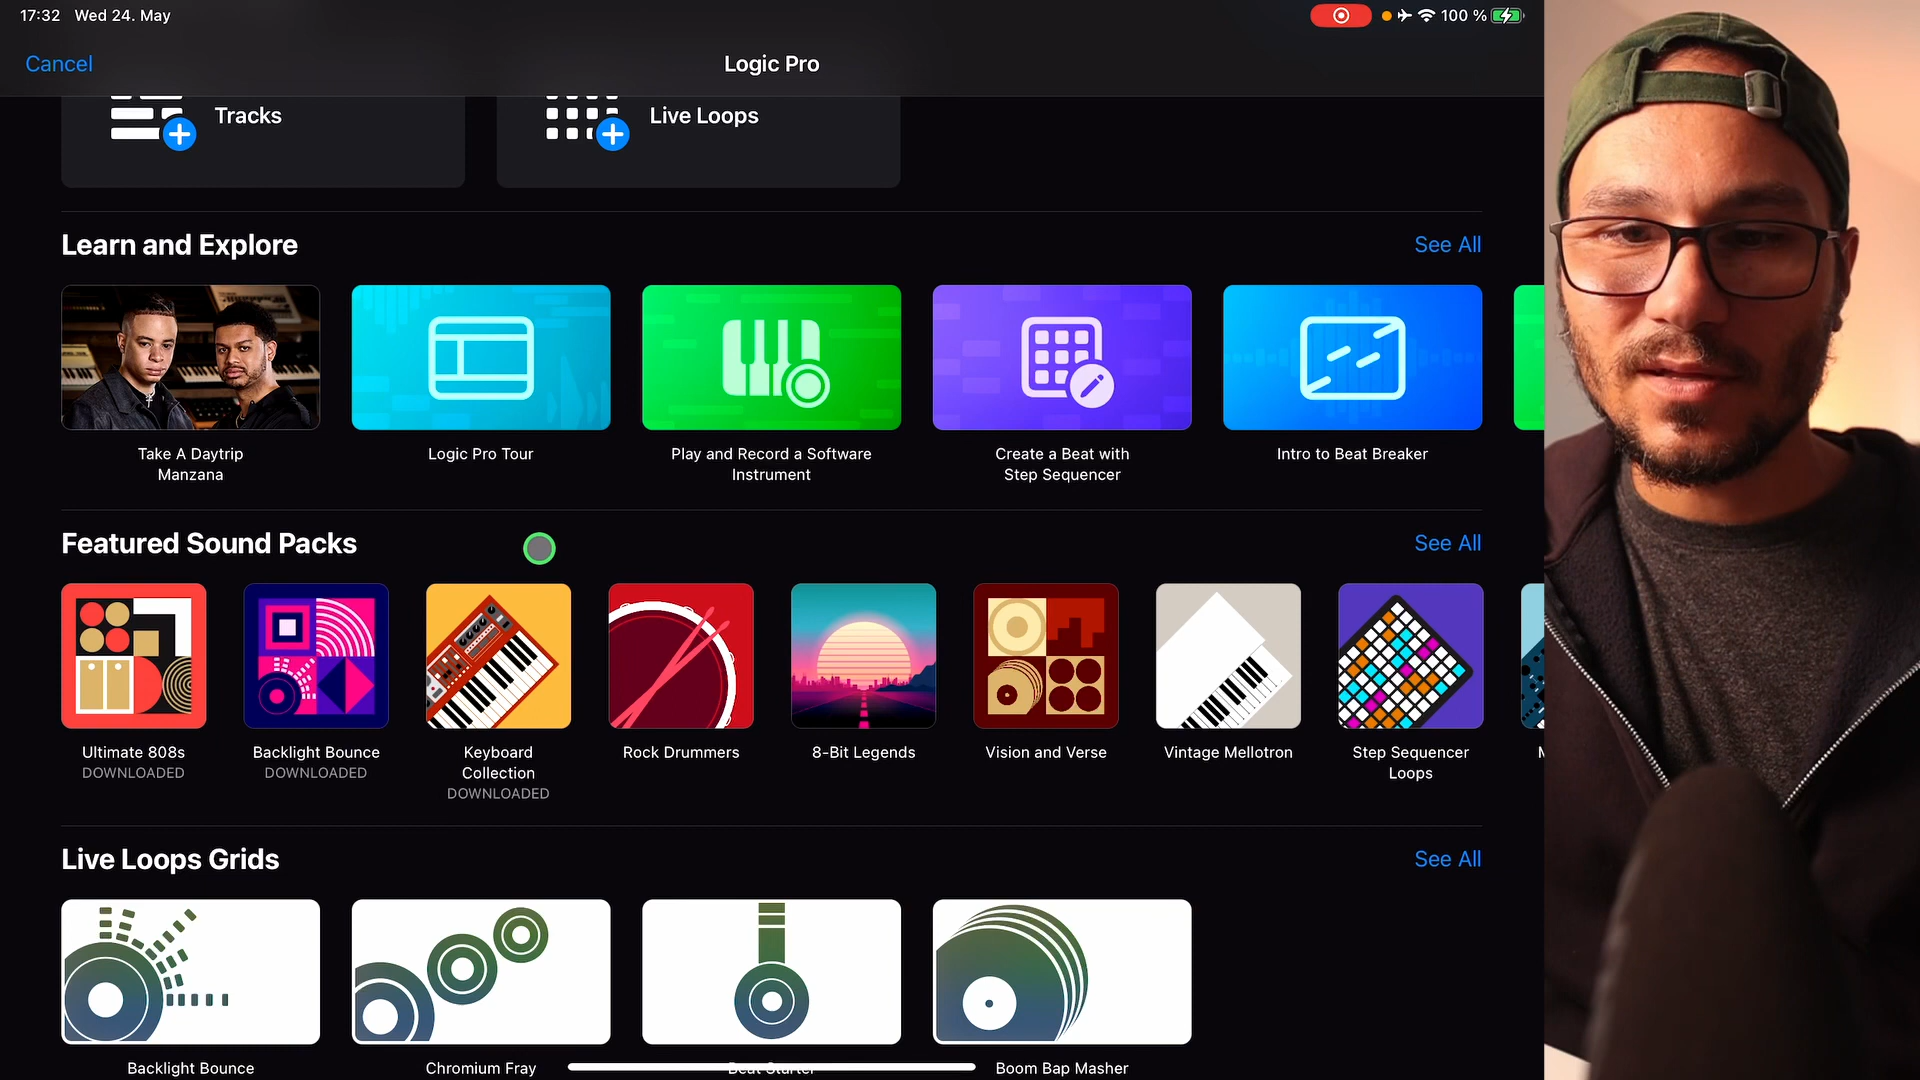 17:32 Wed 24. May
100 %
Cancel
Logic Pro
Tracks
Live Loops
Learn and Explore
See All
Take A Daytrip
Manzana
Logic Pro Tour
Play and Record a Software
Instrument
Create a Beat with
Step Sequencer
Intro to Beat Breaker
Featured Sound Packs
See All
Ultimate 808s
DOWNLOADED
Backlight Bounce
DOWNLOADED
Keyboard
Collection
DOWNLOADED
Rock Drummers
8-Bit Legends
Vision and Verse
Vintage Mellotron
Step Sequencer
Loops
Live Loops Grids
See All
Backlight Bounce
Chromium Fray
Beat Starter
Boom Bap Masher